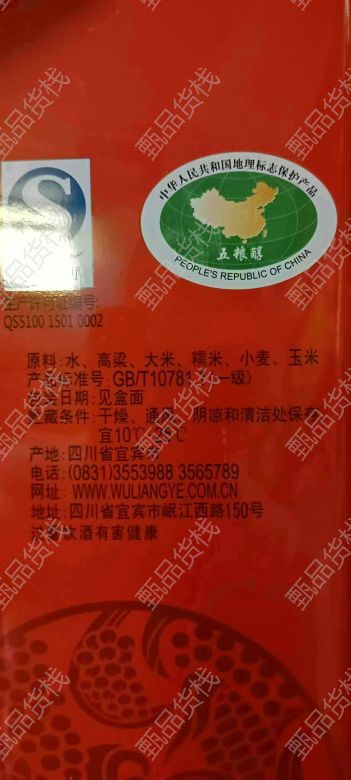 中华人民共和国地理标志保护产品
五粮醇
PEOPLE'S REPUBLIC OF CHINA
生产许可证编号:
QS5100 1501 0002
原料: 水、高粱、大米、糯米、小麦、玉米
产品标准号: GB/T10781.1(一级)
日期: 见盒面
贮藏条件: 干燥、通风、阴凉和清洁处保存
宜10℃-25℃
产地: 四川省宜宾市
电话: (0831)3553988 3565789
网址: WWW.WULIANGYE.COM.CN
地址: 四川省宜宾市岷江西路150号
过量饮酒有害健康
甄品货栈